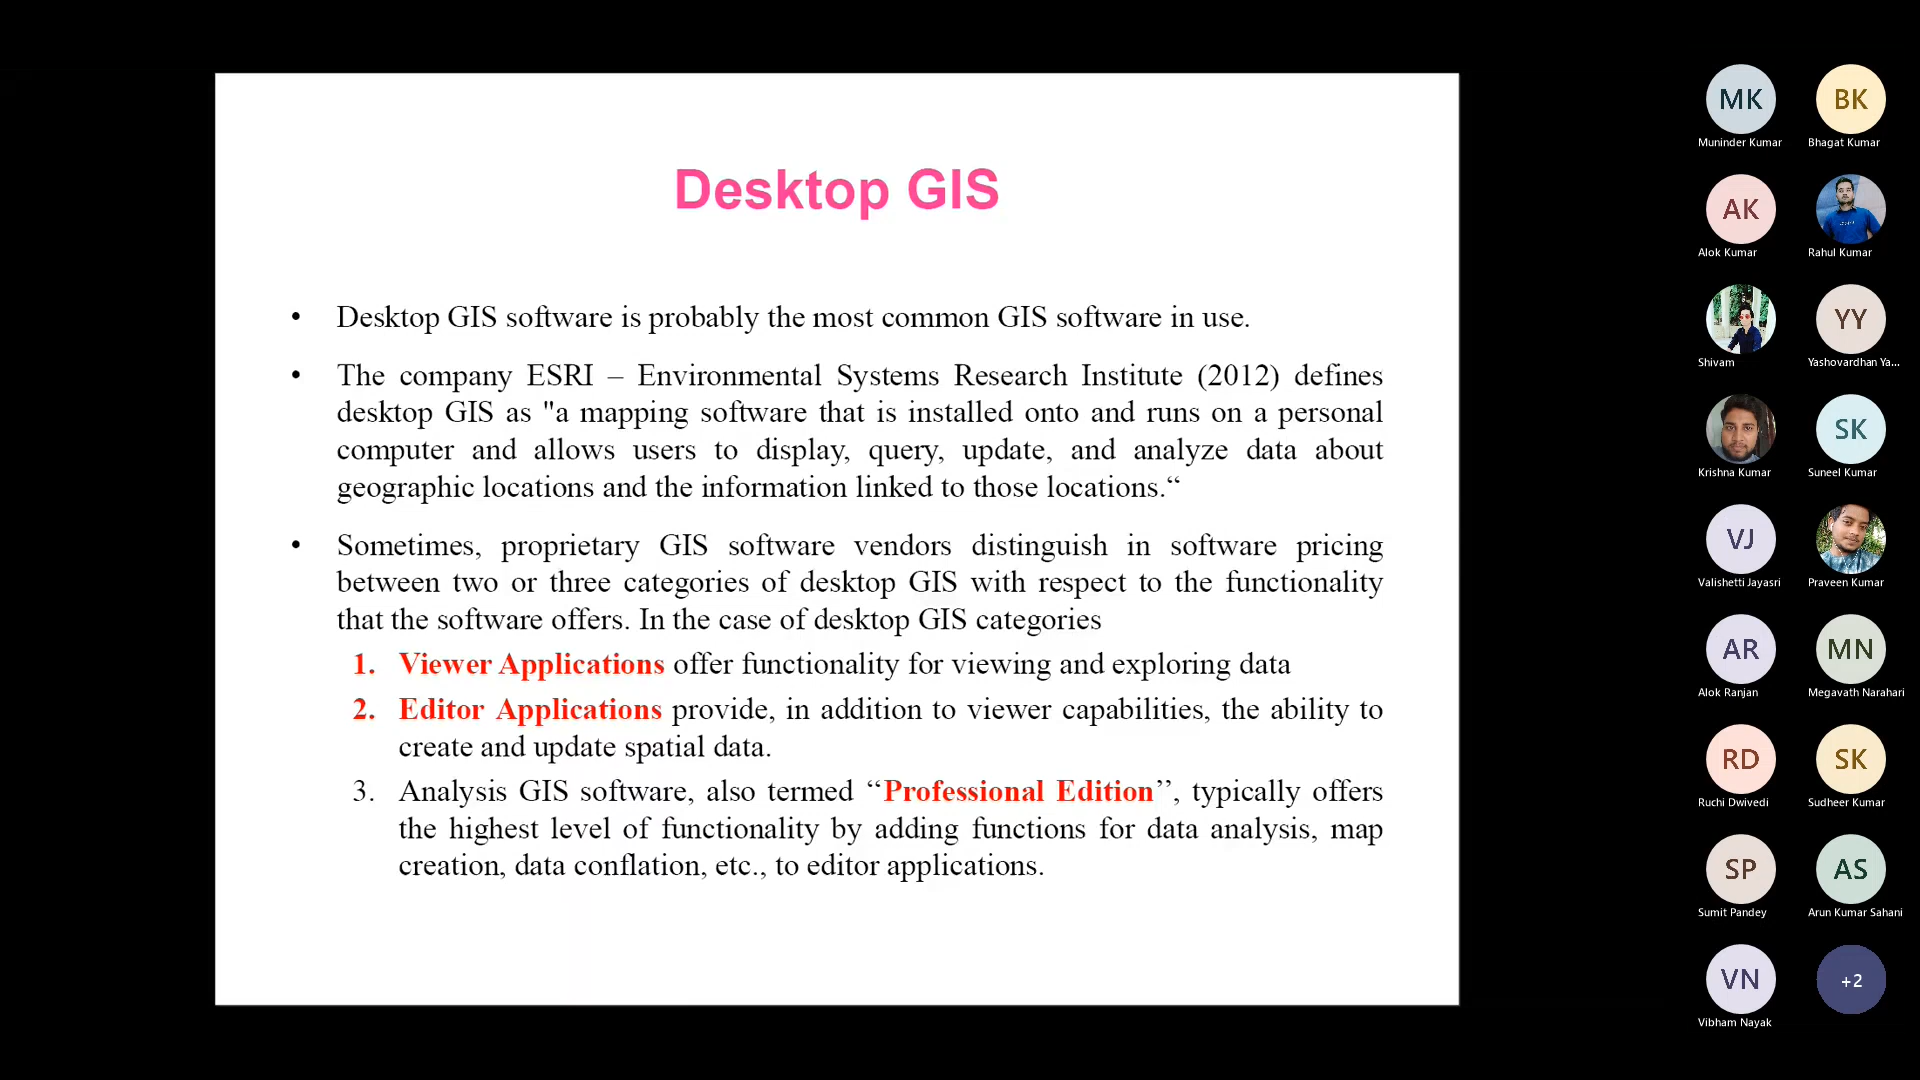 Desktop GIS
• Desktop GIS software is probably the most common GIS software in use.
• The company ESRI – Environmental Systems Research Institute (2012) defines
desktop GIS as "a mapping software that is installed onto and runs on a personal
computer and allows users to display, query, update, and analyze data about
geographic locations and the information linked to those locations.“
• Sometimes, proprietary GIS software vendors distinguish in software pricing
between two or three categories of desktop GIS with respect to the functionality
that the software offers. In the case of desktop GIS categories
1. Viewer Applications offer functionality for viewing and exploring data
2. Editor Applications provide, in addition to viewer capabilities, the ability to
create and update spatial data.
3. Analysis GIS software, also termed ‘‘Professional Edition’’, typically offers
the highest level of functionality by adding functions for data analysis, map
creation, data conflation, etc., to editor applications.
MK BK
Muninder Kumar Bhagat Kumar
AK
Alok Kumar Rahul Kumar
YY
Shivam Yashovardhan Ya...
SK
Krishna Kumar Suneel Kumar
VJ
Valishetti Jayasri Praveen Kumar
AR MN
Alok Ranjan Megavath Narahari
RD SK
Ruchi Dwivedi Sudheer Kumar
SP AS
Sumit Pandey Arun Kumar Sahani
VN +2
Vibham Nayak